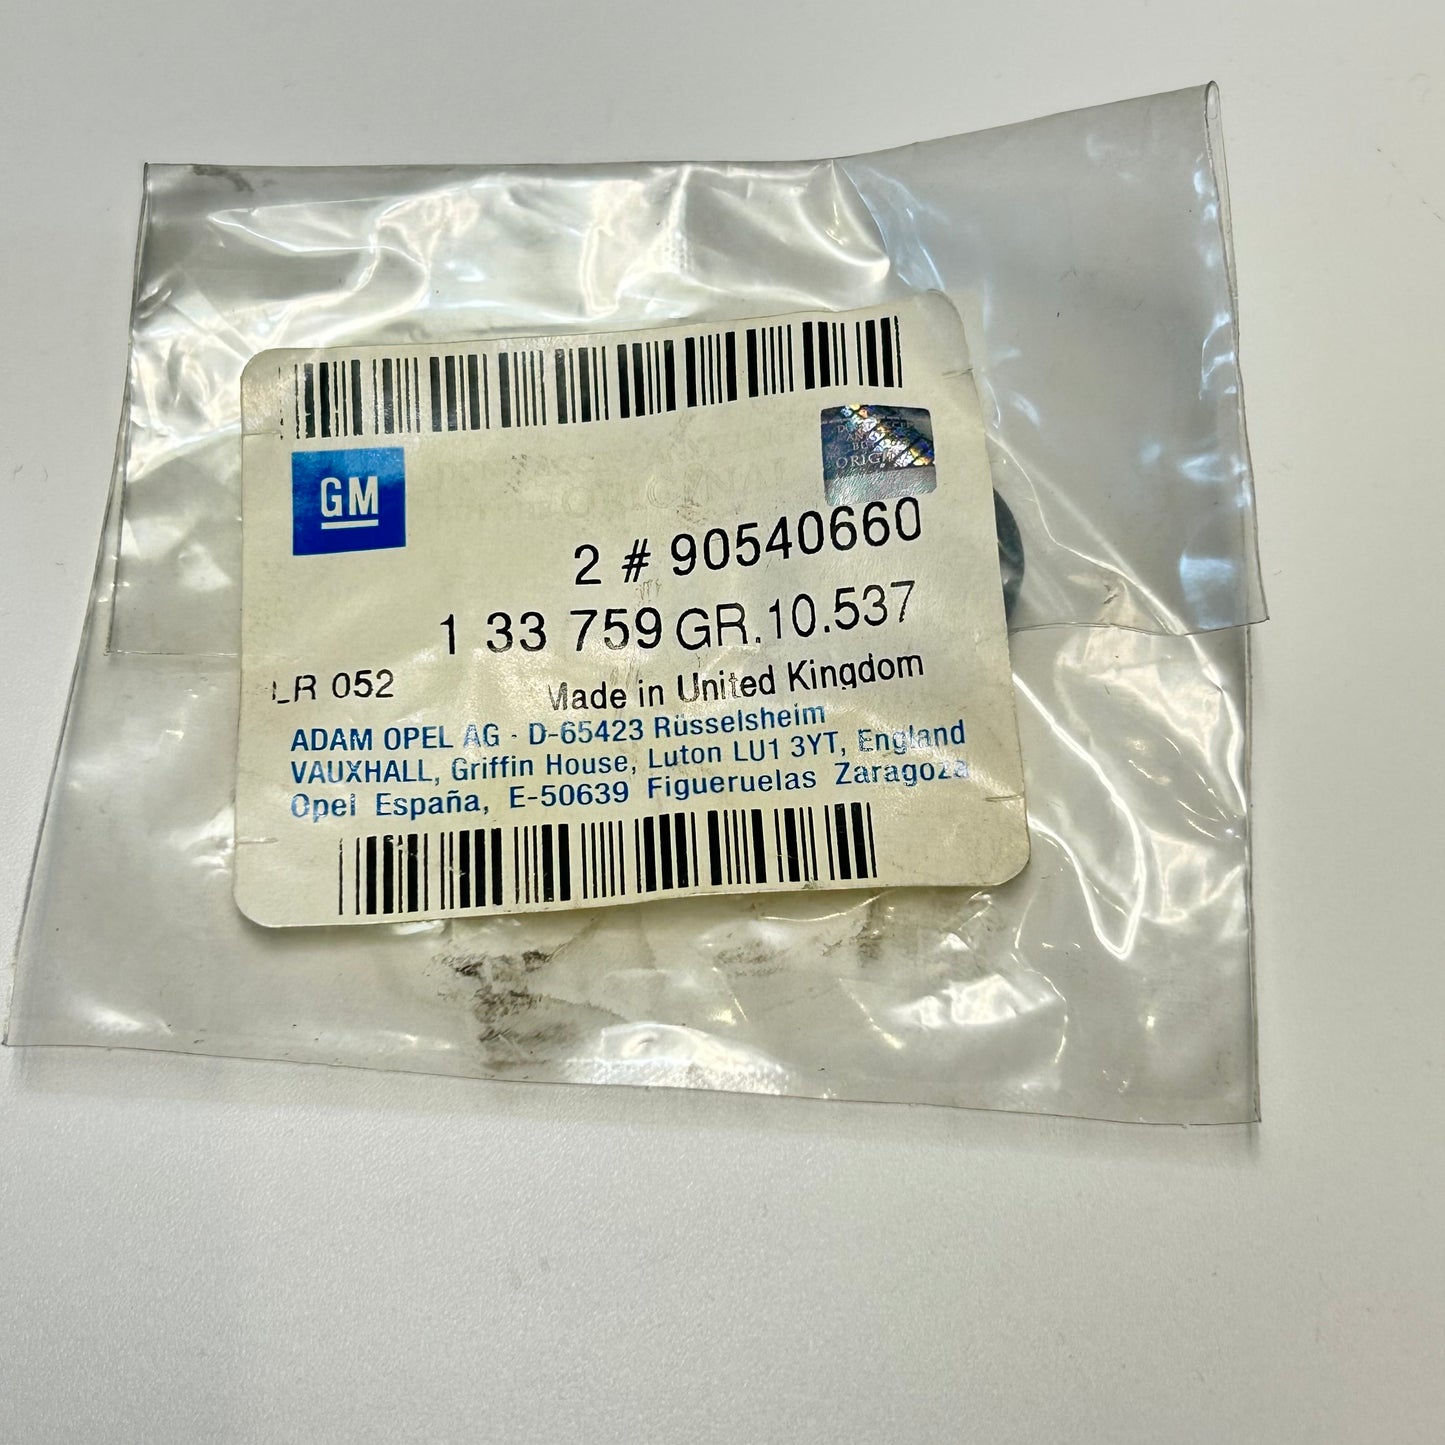 GM
ORIGI
2 # 90540660
1 33 759 GR.10.537
LR 052
Made in United Kingdom
ADAM OPEL AG - D-65423 Rüsselsheim
VAUXHALL, Griffin House, Luton LU1 3YT, England
Opel España, E-50639 Figueruelas Zaragoza